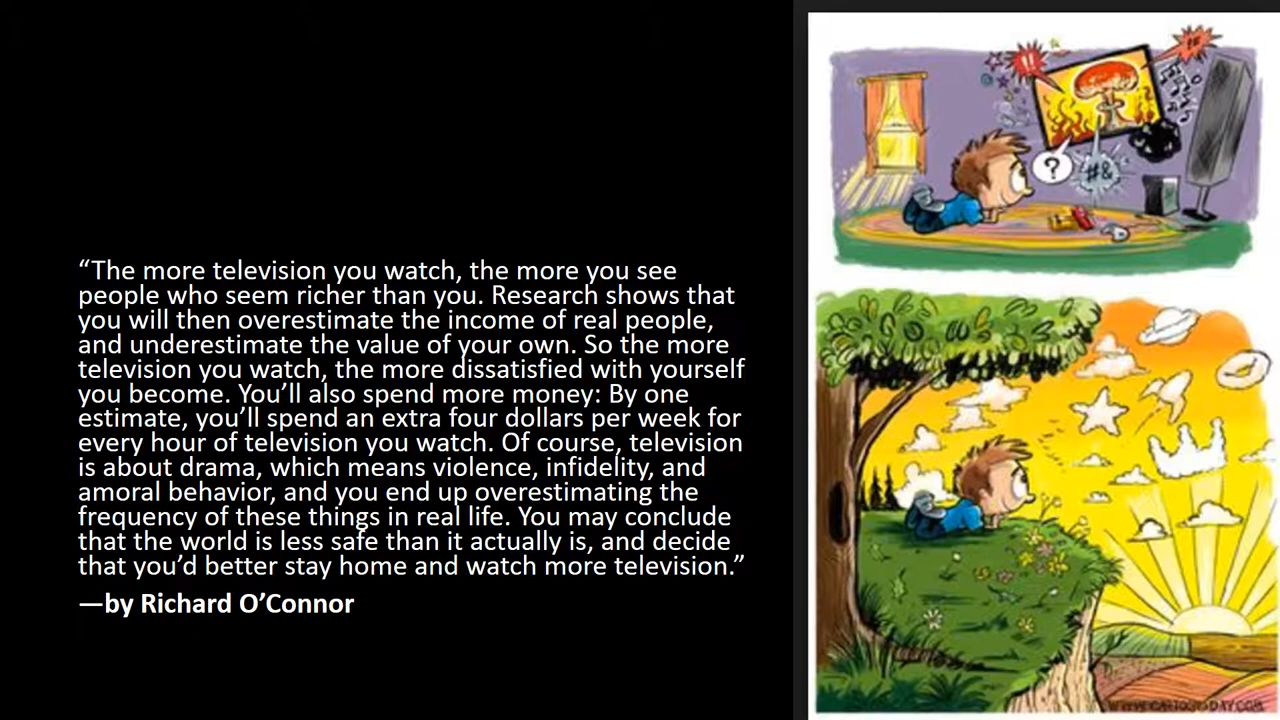 “The more television you watch, the more you see
people who seem richer than you. Research shows that
you will then overestimate the income of real people,
and underestimate the value of your own. So the more
television you watch, the more dissatisfied with yourself
you become. You’ll also spend more money: By one
estimate, you’ll spend an extra four dollars per week for
every hour of television you watch. Of course, television
is about drama, which means violence, infidelity, and
amoral behavior, and you end up overestimating the
frequency of these things in real life. You may conclude
that the world is less safe than it actually is, and decide
that you’d better stay home and watch more television.”
—by Richard O’Connor
!!
?
#&